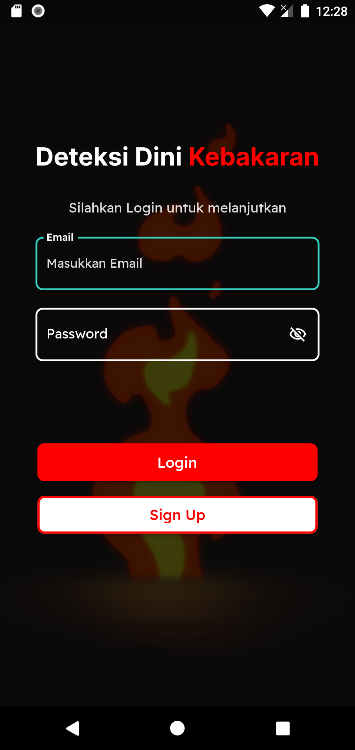 12:28
Deteksi Dini Kebakaran
Silahkan Login untuk melanjutkan
Email
Masukkan Email
Password
Login
Sign Up